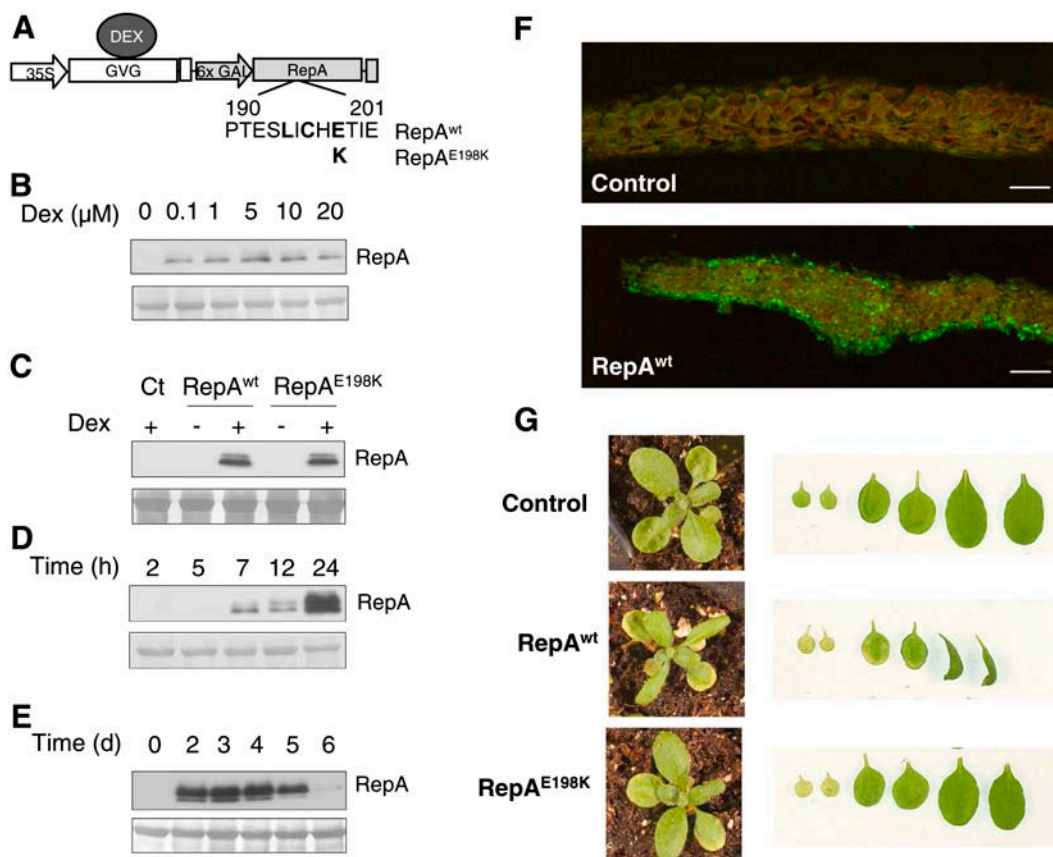 A
DEX
35S GVG 6x GAL RepA
190 201
PTESLICHETIE RepA^wt
K RepA^E198K
B
Dex (µM) 0 0.1 1 5 10 20
RepA
C
Ct RepA^wt RepA^E198K
Dex + - + - +
RepA
D
Time (h) 2 5 7 12 24
RepA
E
Time (d) 0 2 3 4 5 6
RepA
F
Control
RepA^wt
G
Control
RepA^wt
RepA^E198K